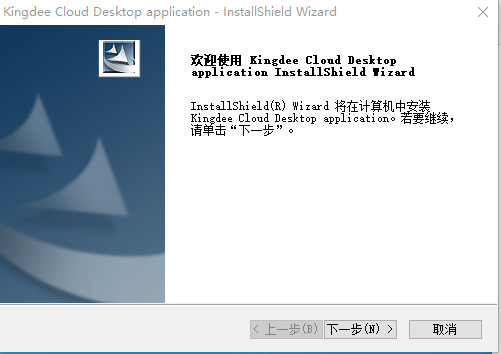 Kingdee Cloud Desktop application - InstallShield Wizard
欢迎使用 Kingdee Cloud Desktop
application InstallShield Wizard
InstallShield(R) Wizard 将在计算机中安装
Kingdee Cloud Desktop application。若要继续，
请单击“下一步”。
< 上一步(B) 下一步(N) > 取消